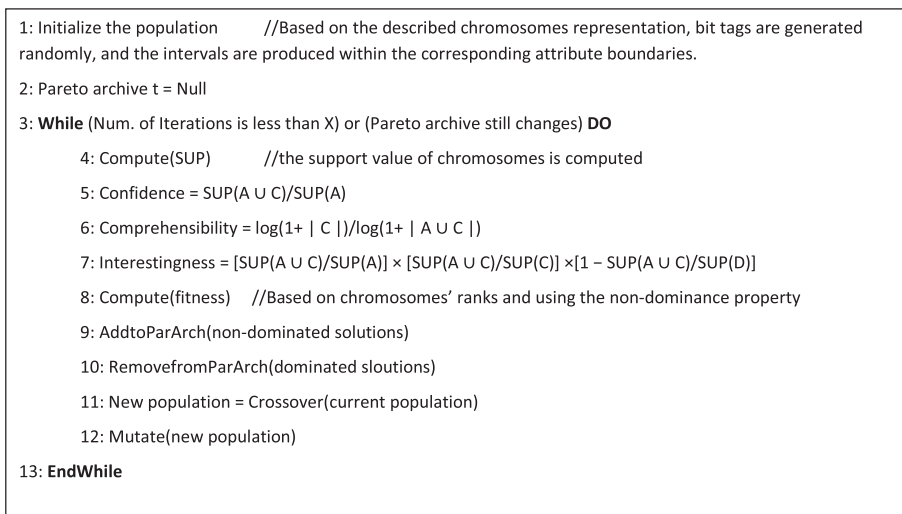 1: Initialize the population //Based on the described chromosomes representation, bit tags are generated
randomly, and the intervals are produced within the corresponding attribute boundaries.
2: Pareto archive t = Null
3: While (Num. of Iterations is less than X) or (Pareto archive still changes) DO
4: Compute(SUP) //the support value of chromosomes is computed
5: Confidence = SUP(A ∪ C)/SUP(A)
6: Comprehensibility = log(1+ | C |)/log(1+ | A ∪ C |)
7: Interestingness = [SUP(A ∪ C)/SUP(A)] × [SUP(A ∪ C)/SUP(C)] ×[1 − SUP(A ∪ C)/SUP(D)]
8: Compute(fitness) //Based on chromosomes’ ranks and using the non-dominance property
9: AddtoParArch(non-dominated solutions)
10: RemovefromParArch(dominated sloutions)
11: New population = Crossover(current population)
12: Mutate(new population)
13: EndWhile